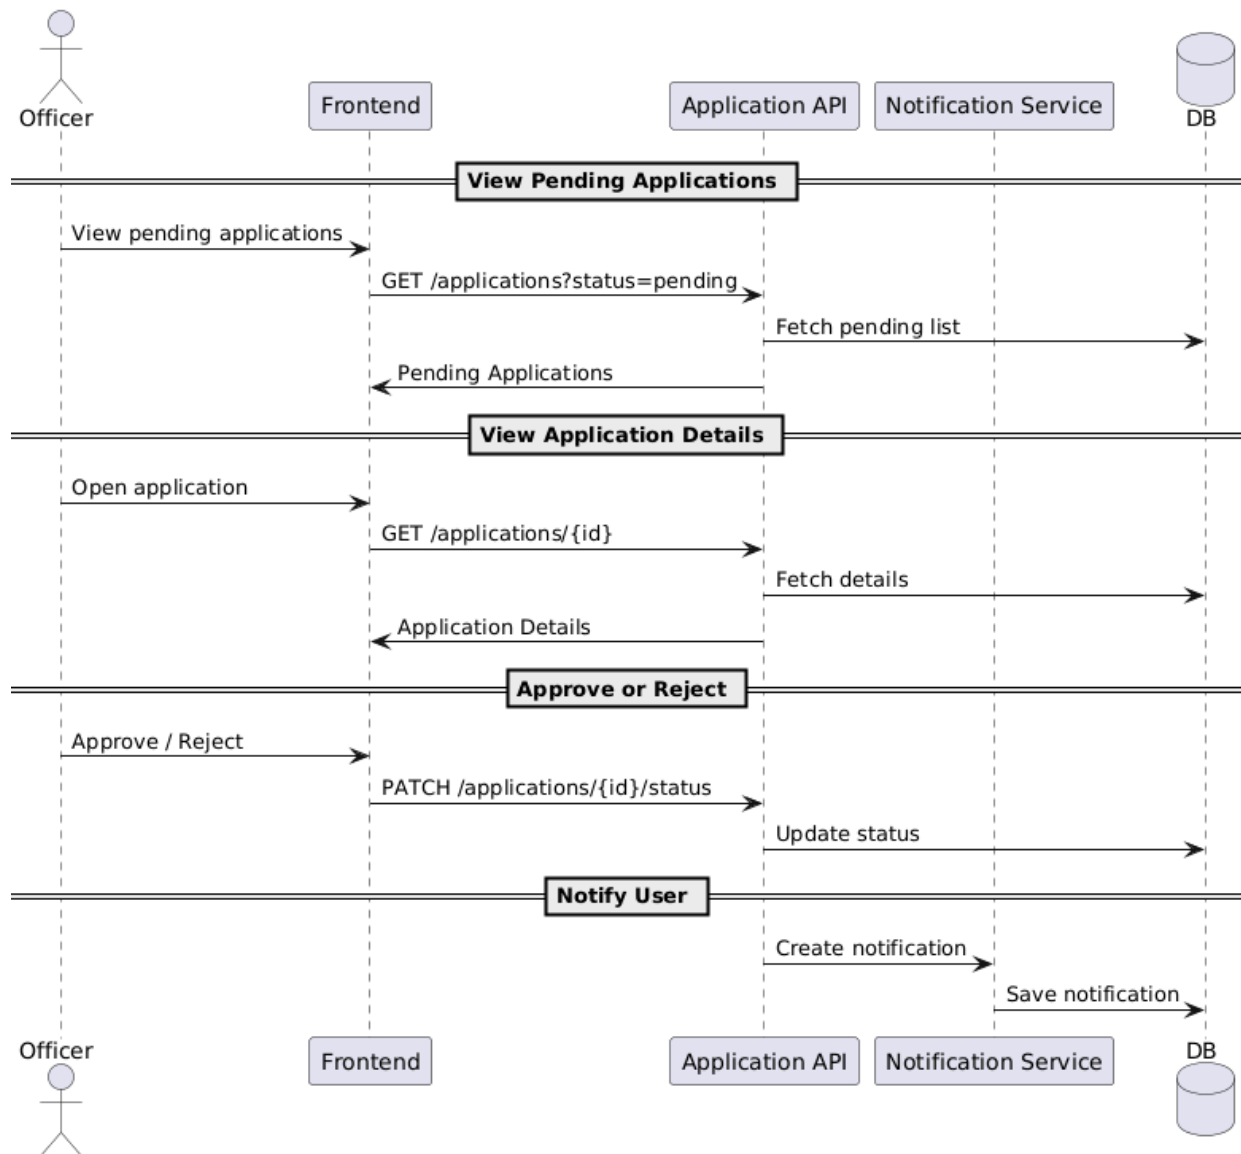 Officer
Frontend
Application API
Notification Service
DB
View Pending Applications
View pending applications
GET /applications?status=pending
Fetch pending list
Pending Applications
View Application Details
Open application
GET /applications/{id}
Fetch details
Application Details
Approve or Reject
Approve / Reject
PATCH /applications/{id}/status
Update status
Notify User
Create notification
Save notification
Officer
Frontend
Application API
Notification Service
DB